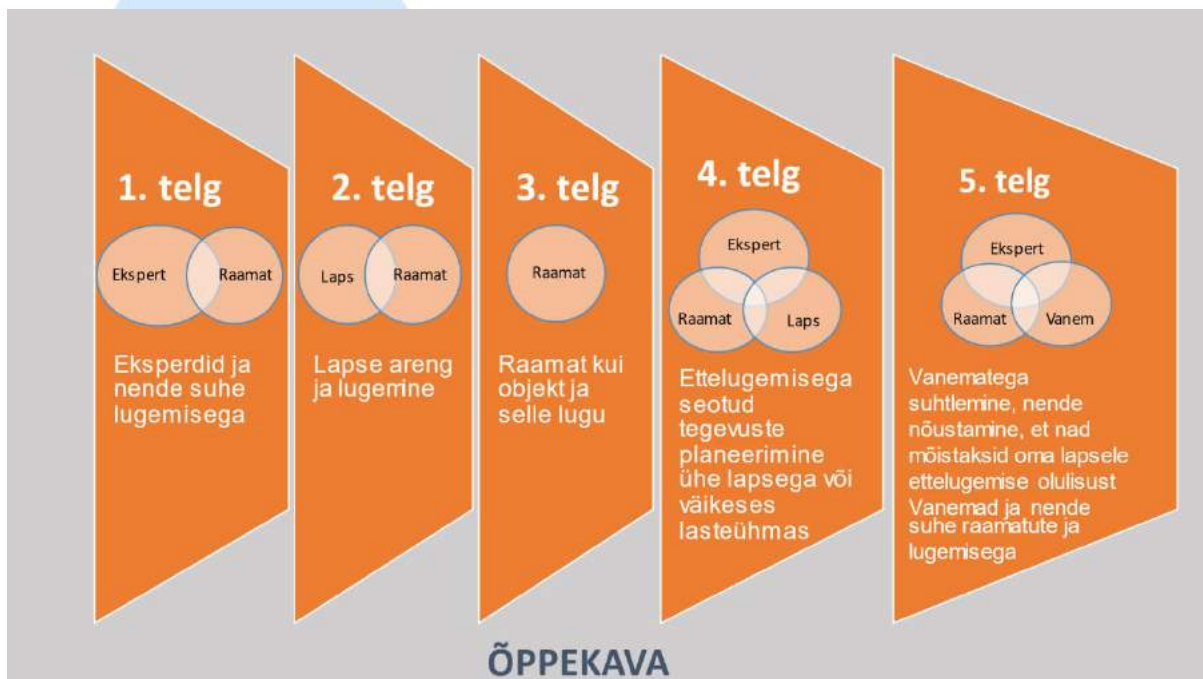 1. telg
Ekspert
Raamat
Eksperdid ja
nende suhe
lugemisega
2. telg
Laps
Raamat
Lapse areng
ja lugemine
3. telg
Raamat
Raamat kui
objekt ja
selle lugu
4. telg
Ekspert
Raamat
Laps
Ettelugemisega
seotud
tegevuste
planeerimine
ühe lapsega või
väikeses
lasteühmas
5. telg
Ekspert
Raamat
Vanem
Vanematega
suhtlemine, nende
nõustamine, et nad
mõistaksid oma lapsele
ettelugemise olulisust
Vanemad ja nende
suhe raamatute ja
lugemisega
ÕPPEKAVA